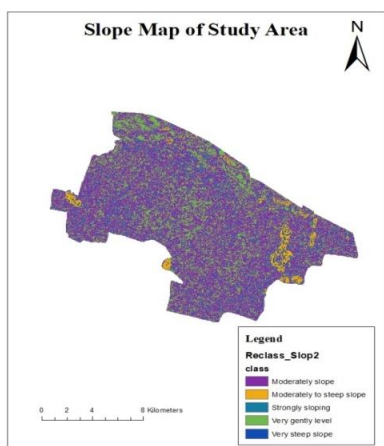 Slope Map of Study Area
N
Legend
Reclass_Slop2
class
Moderately slope
Moderately to steep slope
Strongly sloping
Very gently level
Very steep slope
0 2 4 8 Kilometers